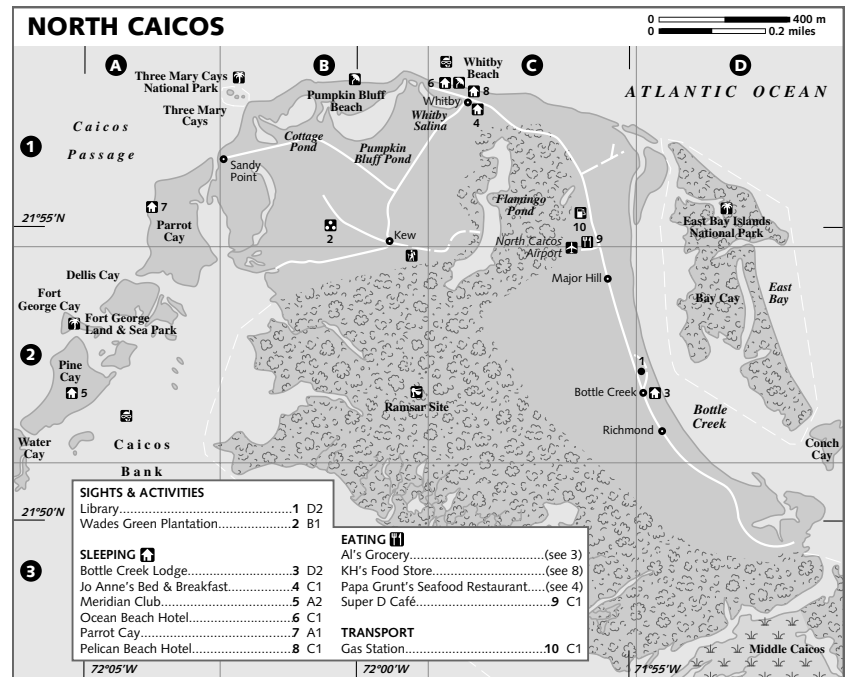 NORTH CAICOS
0 400 m
0 0.2 miles
A
B
C
D
Three Mary Cays
National Park
Three Mary
Cays
Pumpkin Bluff
Beach
Whitby
Beach
6
8
Whitby
Whitby
Salina
4
ATLANTIC OCEAN
Caicos
Passage
1
Cottage
Pond
Pumpkin
Bluff Pond
Sandy
Point
7
Parrot
Cay
21°55'N
2
Kew
Flamingo
Pond
10
North Caicos
Airport
9
East Bay Islands
National Park
Dellis Cay
Fort
George Cay
Fort George
Land & Sea Park
Major Hill
Bay Cay
East
Bay
2
Pine
Cay
5
Ramsar Site
1
Bottle Creek
3
Richmond
Bottle
Creek
Water
Cay
Caicos
Bank
Conch
Cay
21°50'N
3
SIGHTS & ACTIVITIES
Library 1 D2
Wades Green Plantation 2 B1
SLEEPING
Bottle Creek Lodge 3 D2
Jo Anne's Bed & Breakfast 4 C1
Meridian Club 5 A2
Ocean Beach Hotel 6 C1
Parrot Cay 7 A1
Pelican Beach Hotel 8 C1
EATING
Al's Grocery (see 3)
KH's Food Store (see 8)
Papa Grunt's Seafood Restaurant (see 4)
Super D Café 9 C1
TRANSPORT
Gas Station 10 C1
Middle Caicos
72°05'W
72°00'W
71°55'W